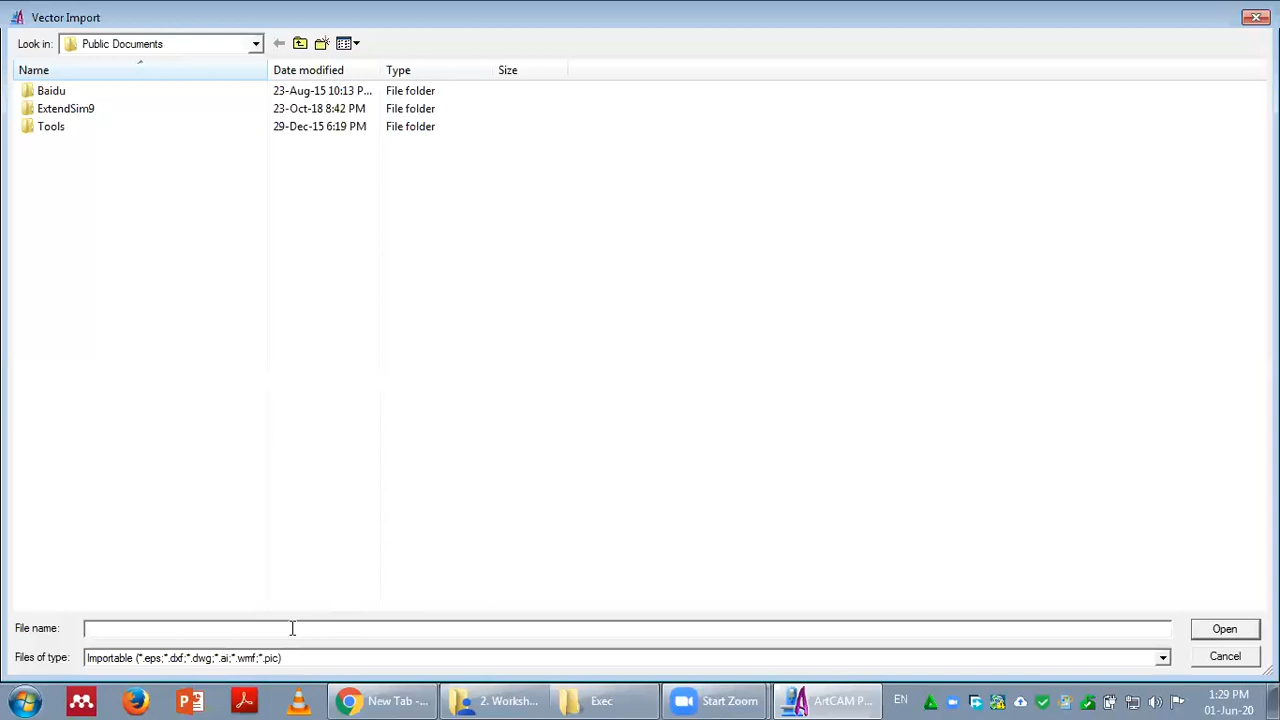 Vector Import
Look in: Public Documents
Name Date modified Type Size
Baidu 23-Aug-15 10:13 P... File folder
ExtendSim9 23-Oct-18 8:42 PM File folder
Tools 29-Dec-15 6:19 PM File folder
File name: Open
Files of type: Importable (*.eps;*.dxf;*.dwg;*.ai;*.wmf;*.pic) Cancel
New Tab -... 2. Worksh... Exec Start Zoom ArtCAM P... EN 1:29 PM
01-Jun-20